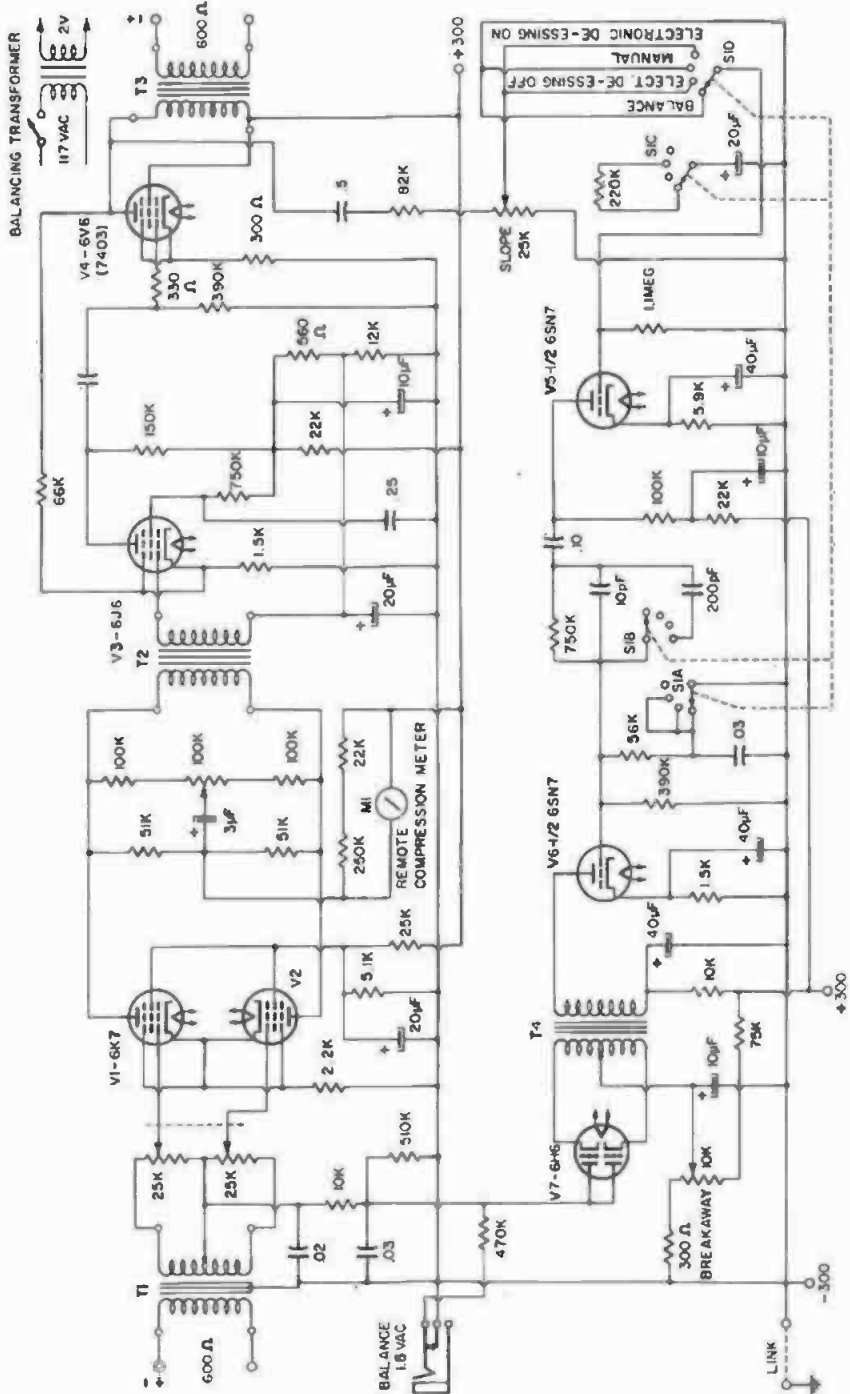 BALANCING TRANSFORMER
117 VAC
2V
T1
600 Ω
25K
25K
V1-6K7
V2
.02
10K
.03
510K
2.2K
20µF
5.1K
25K
51K
51K
3µF
100K
100K
100K
250K
22K
M1
REMOTE
COMPRESSION METER
T2
V3-6J6
66K
1.5K
20µF
750K
.25
150K
22K
10µF
560
Ω
12K
V4-6V6
(7403)
330
Ω
390K
300 Ω
T3
600 Ω
.5
82K
+300
SLOPE
25K
BALANCE
1.8 VAC
470K
V7-6H6
T4
300 Ω
BREAKAWAY
10K
10µF
75K
10K
40µF
V6-1/2 6SN7
1.5K
40µF
390K
56K
.03
S1A
S1B
750K
10pF
200pF
.10
100K
22K
10µF
V5-1/2 6SN7
5.9K
40µF
1.1MEG
220K
S1C
20µF
S1D
BALANCE
ELECT. DE-ESSING OFF
MANUAL
ELECTRONIC DE-ESSING ON
LINK
-300
+300